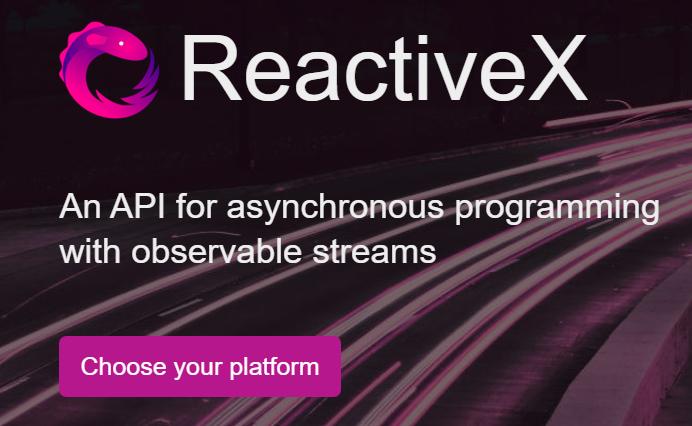 ReactiveX
An API for asynchronous programming
with observable streams
Choose your platform